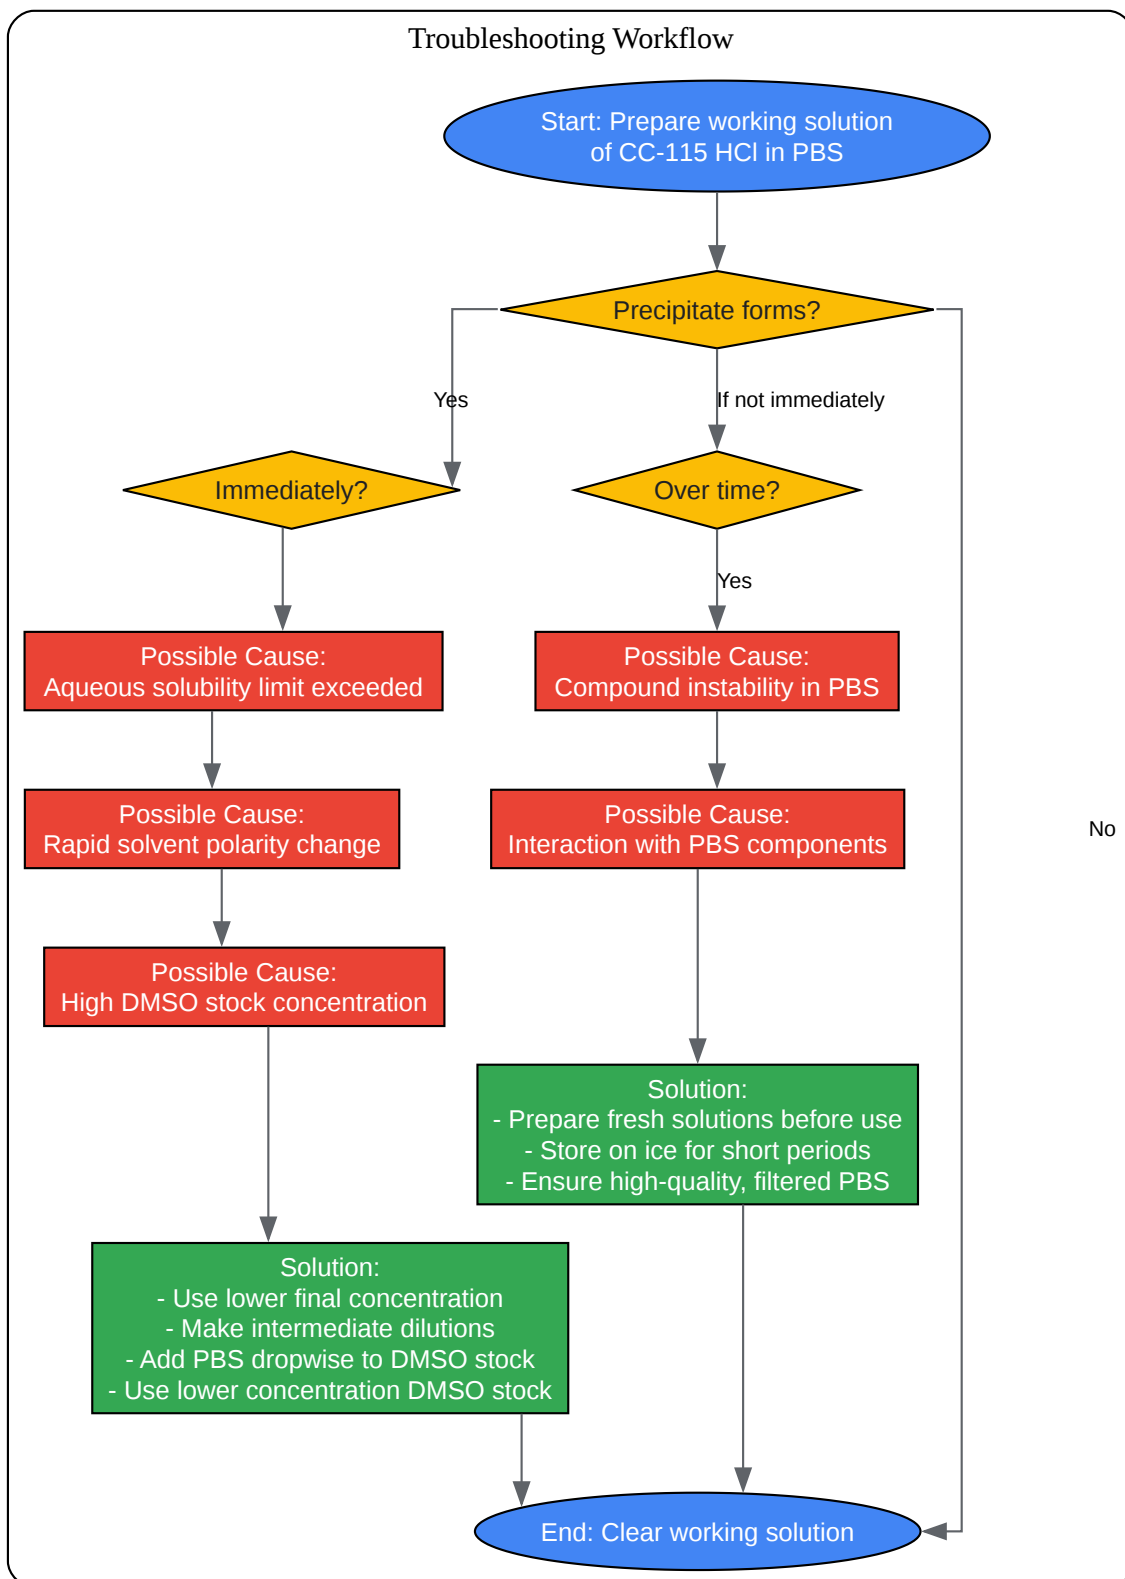 Troubleshooting Workflow
Start: Prepare working solution
of CC-115 HCl in PBS
Precipitate forms?
Yes
If not immediately
Immediately?
Over time?
Yes
Possible Cause:
Aqueous solubility limit exceeded
Possible Cause:
Compound instability in PBS
Possible Cause:
Rapid solvent polarity change
Possible Cause:
Interaction with PBS components
No
Possible Cause:
High DMSO stock concentration
Solution:
- Prepare fresh solutions before use
- Store on ice for short periods
- Ensure high-quality, filtered PBS
Solution:
- Use lower final concentration
- Make intermediate dilutions
- Add PBS dropwise to DMSO stock
- Use lower concentration DMSO stock
End: Clear working solution